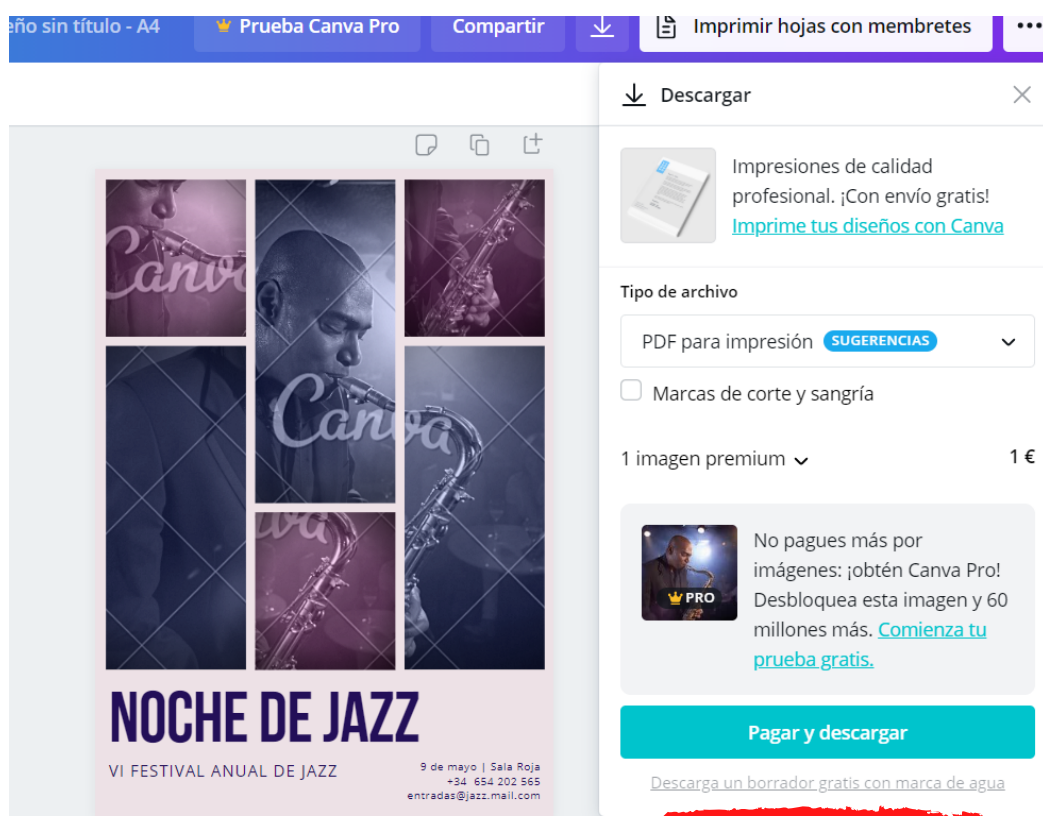 eño sin título - A4
Prueba Canva Pro
Compartir
Imprimir hojas con membretes
Descargar
Impresiones de calidad
profesional. ¡Con envío gratis!
Imprime tus diseños con Canva
Tipo de archivo
PDF para impresión SUGERENCIAS
Marcas de corte y sangría
1 imagen premium 1 €
No pagues más por
imágenes: ¡obtén Canva Pro!
Desbloquea esta imagen y 60
millones más. Comienza tu
prueba gratis.
PRO
Pagar y descargar
Descarga un borrador gratis con marca de agua
Canva
Canva
va
NOCHE DE JAZZ
VI FESTIVAL ANUAL DE JAZZ
9 de mayo | Sala Roja
+34 654 202 565
entradas@jazz.mail.com